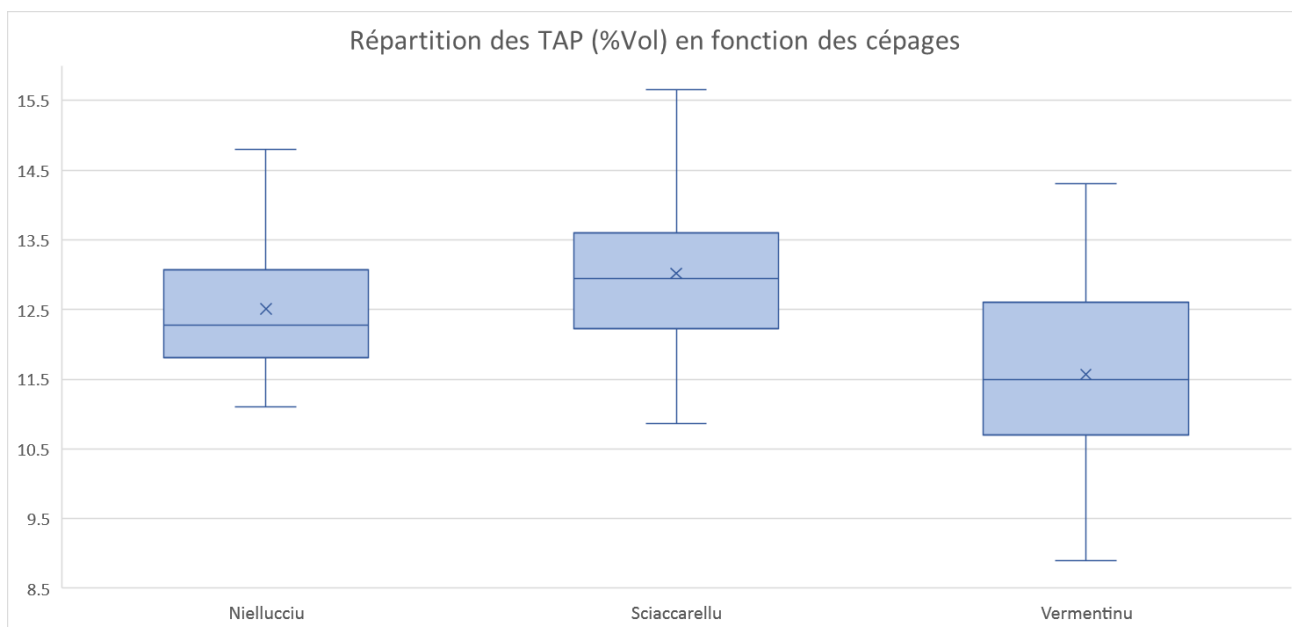 Répartition des TAP (%Vol) en fonction des cépages
15.5
14.5
13.5
12.5
11.5
10.5
9.5
8.5
Niellucciu
Sciaccarellu
Vermentinu